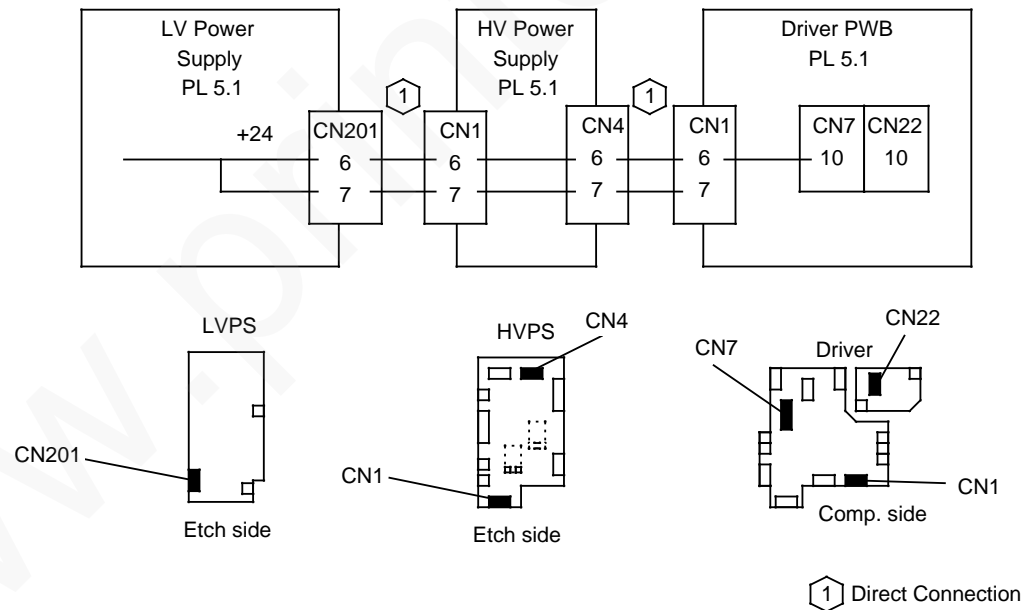 LV Power
Supply
PL 5.1
HV Power
Supply
PL 5.1
Driver PWB
PL 5.1
1
1
+24
CN201
CN1
CN4
CN1
CN7 CN22
6
6
6
6
10
10
7
7
7
7
LVPS
HVPS
CN4
CN22
CN7
Driver
CN201
CN1
CN1
Etch side
Etch side
Comp. side
1 Direct Connection
w.prin